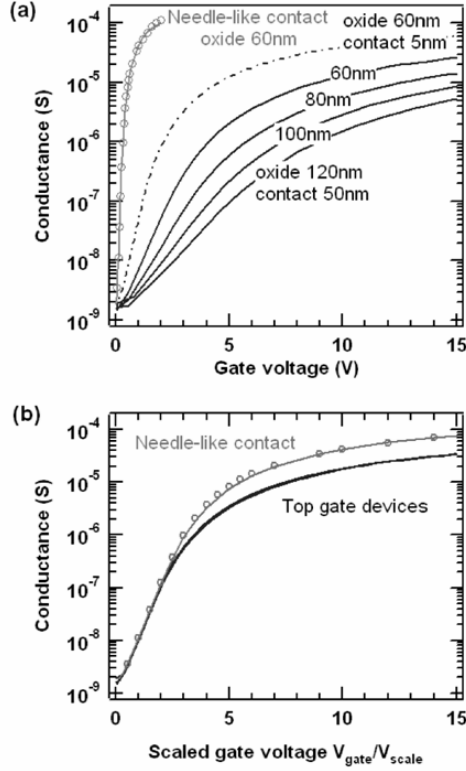 (a)
Needle-like contact
oxide 60nm
oxide 60nm
contact 5nm
60nm
80nm
100nm
oxide 120nm
contact 50nm
10⁻⁴
10⁻⁵
10⁻⁶
10⁻⁷
10⁻⁸
10⁻⁹
Conductance (S)
0
5
10
15
Gate voltage (V)
(b)
Needle-like contact
Top gate devices
10⁻⁴
10⁻⁵
10⁻⁶
10⁻⁷
10⁻⁸
10⁻⁹
Conductance (S)
0
5
10
15
Scaled gate voltage V_gate/V_scale